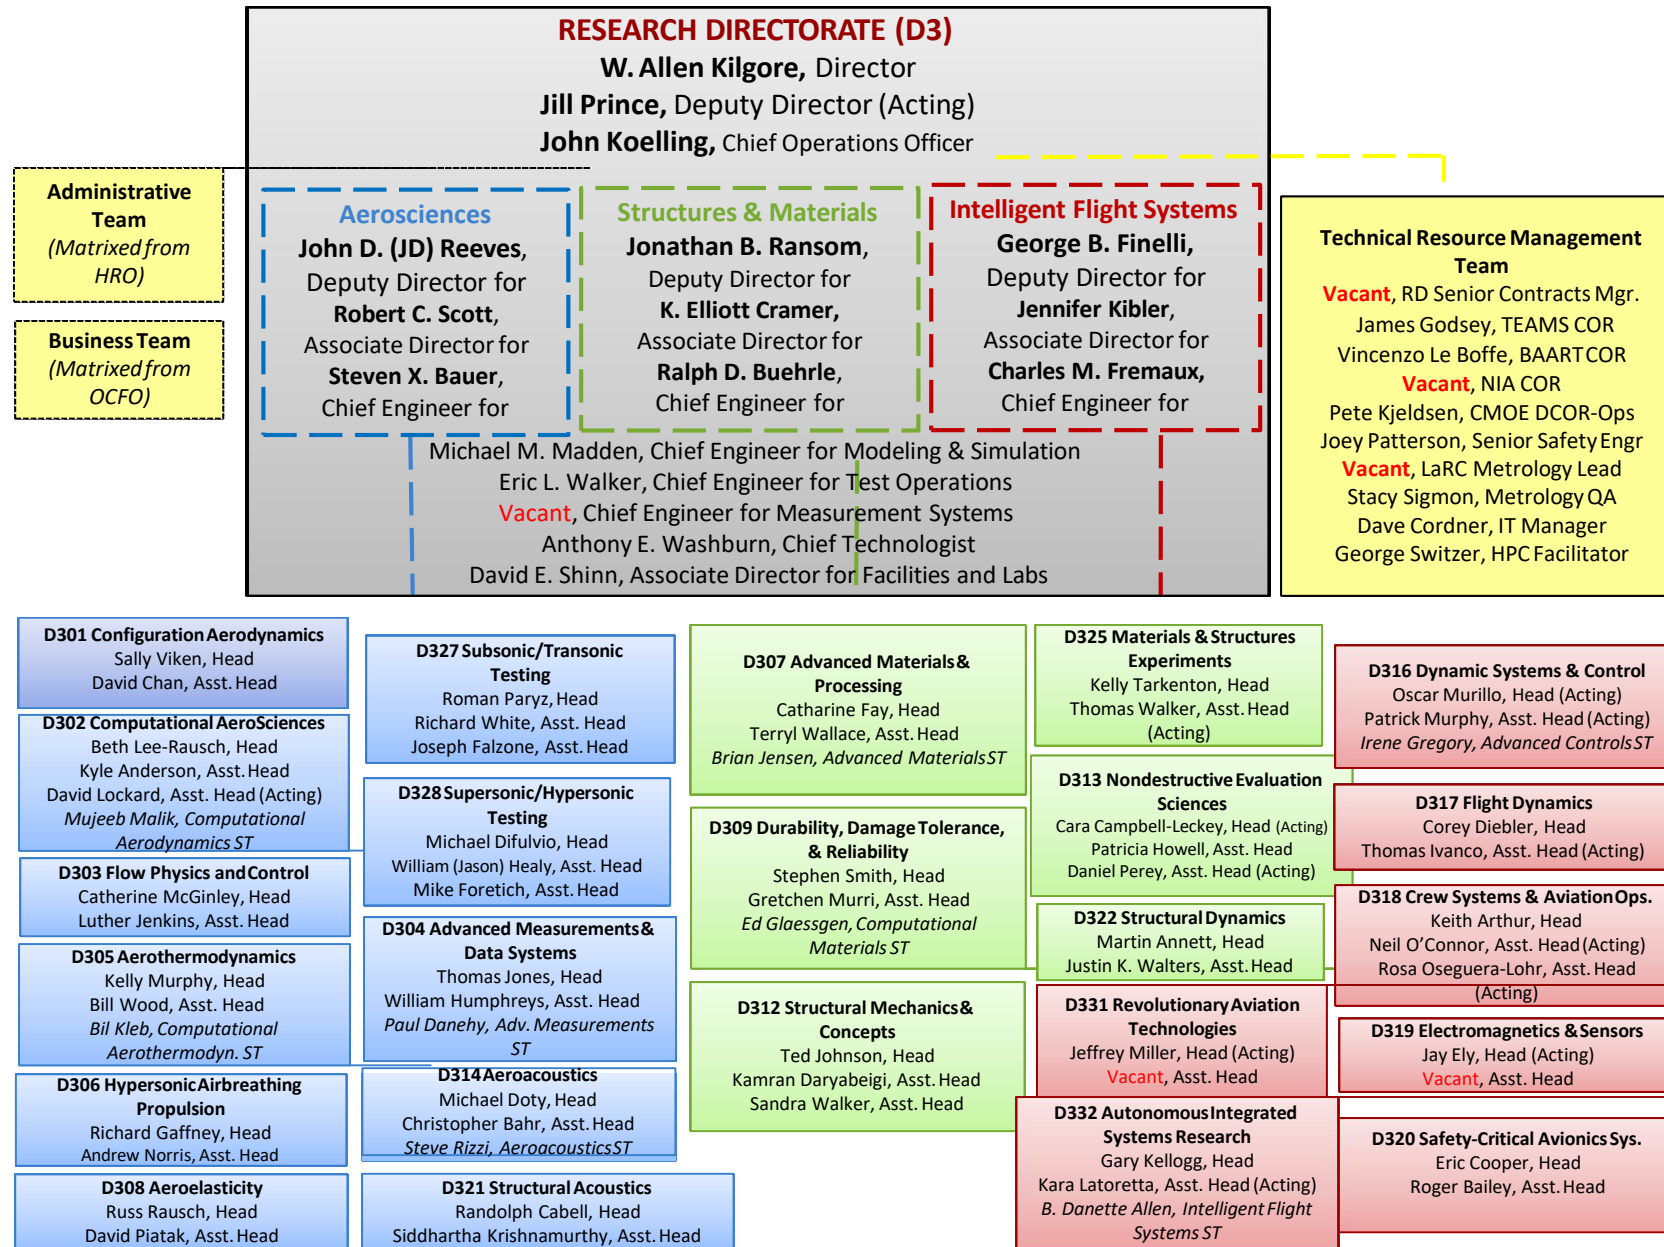 RESEARCH DIRECTORATE (D3)
W. Allen Kilgore, Director
Jill Prince, Deputy Director (Acting)
John Koelling, Chief Operations Officer
Administrative
Team
(Matrixed from
HRO)
Business Team
(Matrixed from
OCFO)
Aerosciences
John D. (JD) Reeves,
Deputy Director for
Robert C. Scott,
Associate Director for
Steven X. Bauer,
Chief Engineer for
Structures & Materials
Jonathan B. Ransom,
Deputy Director for
K. Elliott Cramer,
Associate Director for
Ralph D. Buehrle,
Chief Engineer for
Intelligent Flight Systems
George B. Finelli,
Deputy Director for
Jennifer Kibler,
Associate Director for
Charles M. Fremaux,
Chief Engineer for
Michael M. Madden, Chief Engineer for Modeling & Simulation
Eric L. Walker, Chief Engineer for Test Operations
Vacant, Chief Engineer for Measurement Systems
Anthony E. Washburn, Chief Technologist
David E. Shinn, Associate Director for Facilities and Labs
Technical Resource Management
Team
Vacant, RD Senior Contracts Mgr.
James Godsey, TEAMS COR
Vincenzo Le Boffe, BAART COR
Vacant, NIA COR
Pete Kjeldsen, CMOE DCOR-Ops
Joey Patterson, Senior Safety Engr
Vacant, LaRC Metrology Lead
Stacy Sigmon, Metrology QA
Dave Cordner, IT Manager
George Switzer, HPC Facilitator
D301 Configuration Aerodynamics
Sally Viken, Head
David Chan, Asst. Head
D302 Computational AeroSciences
Beth Lee-Rausch, Head
Kyle Anderson, Asst. Head
David Lockard, Asst. Head (Acting)
Mujeeb Malik, Computational
Aerodynamics ST
D303 Flow Physics and Control
Catherine McGinley, Head
Luther Jenkins, Asst. Head
D305 Aerothermodynamics
Kelly Murphy, Head
Bill Wood, Asst. Head
Bil Kleb, Computational
Aerothermodyn. ST
D306 Hypersonic Airbreathing
Propulsion
Richard Gaffney, Head
Andrew Norris, Asst. Head
D308 Aeroelasticity
Russ Rausch, Head
David Piatak, Asst. Head
D327 Subsonic/Transonic
Testing
Roman Paryz, Head
Richard White, Asst. Head
Joseph Falzone, Asst. Head
D328 Supersonic/Hypersonic
Testing
Michael Difulvio, Head
William (Jason) Healy, Asst. Head
Mike Foretich, Asst. Head
D304 Advanced Measurements &
Data Systems
Thomas Jones, Head
William Humphreys, Asst. Head
Paul Danehy, Adv. Measurements
ST
D314 Aeroacoustics
Michael Doty, Head
Christopher Bahr, Asst. Head
Steve Rizzi, Aeroacoustics ST
D321 Structural Acoustics
Randolph Cabell, Head
Siddhartha Krishnamurthy, Asst. Head
D307 Advanced Materials &
Processing
Catharine Fay, Head
Terryl Wallace, Asst. Head
Brian Jensen, Advanced Materials ST
D309 Durability, Damage Tolerance,
& Reliability
Stephen Smith, Head
Gretchen Murri, Asst. Head
Ed Glaessgen, Computational
Materials ST
D312 Structural Mechanics &
Concepts
Ted Johnson, Head
Kamran Daryabeigi, Asst. Head
Sandra Walker, Asst. Head
D325 Materials & Structures
Experiments
Kelly Tarkenton, Head
Thomas Walker, Asst. Head
(Acting)
D313 Nondestructive Evaluation
Sciences
Cara Campbell-Leckey, Head (Acting)
Patricia Howell, Asst. Head
Daniel Perey, Asst. Head (Acting)
D322 Structural Dynamics
Martin Annett, Head
Justin K. Walters, Asst. Head
D331 Revolutionary Aviation
Technologies
Jeffrey Miller, Head (Acting)
Vacant, Asst. Head
D332 Autonomous Integrated
Systems Research
Gary Kellogg, Head
Kara Latoretta, Asst. Head (Acting)
B. Danette Allen, Intelligent Flight
Systems ST
D316 Dynamic Systems & Control
Oscar Murillo, Head (Acting)
Patrick Murphy, Asst. Head (Acting)
Irene Gregory, Advanced Controls ST
D317 Flight Dynamics
Corey Diebler, Head
Thomas Ivanco, Asst. Head (Acting)
D318 Crew Systems & Aviation Ops.
Keith Arthur, Head
Neil O’Connor, Asst. Head (Acting)
Rosa Oseguera-Lohr, Asst. Head
(Acting)
D319 Electromagnetics & Sensors
Jay Ely, Head (Acting)
Vacant, Asst. Head
D320 Safety-Critical Avionics Sys.
Eric Cooper, Head
Roger Bailey, Asst. Head